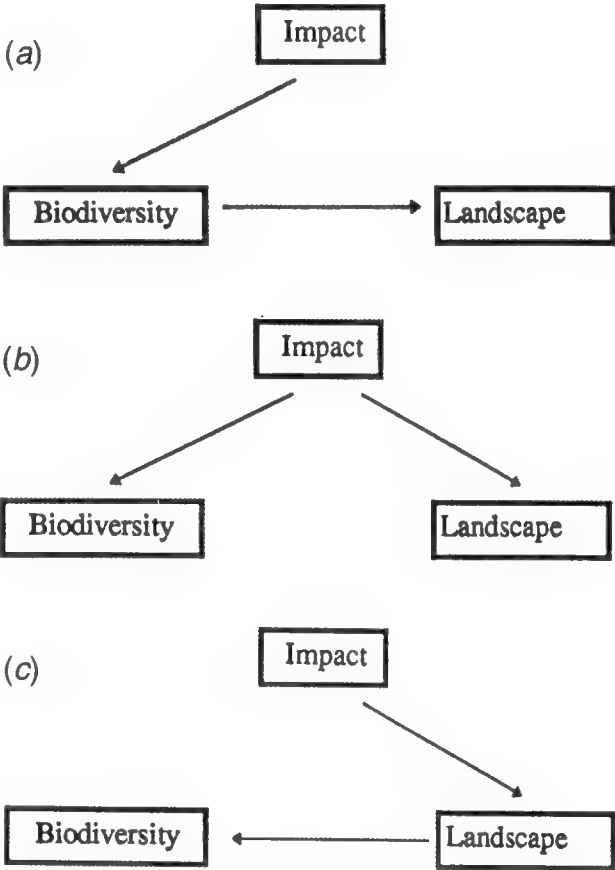 (a)
Impact
Biodiversity
Landscape
(b)
Impact
Biodiversity
Landscape
(c)
Impact
Biodiversity
Landscape